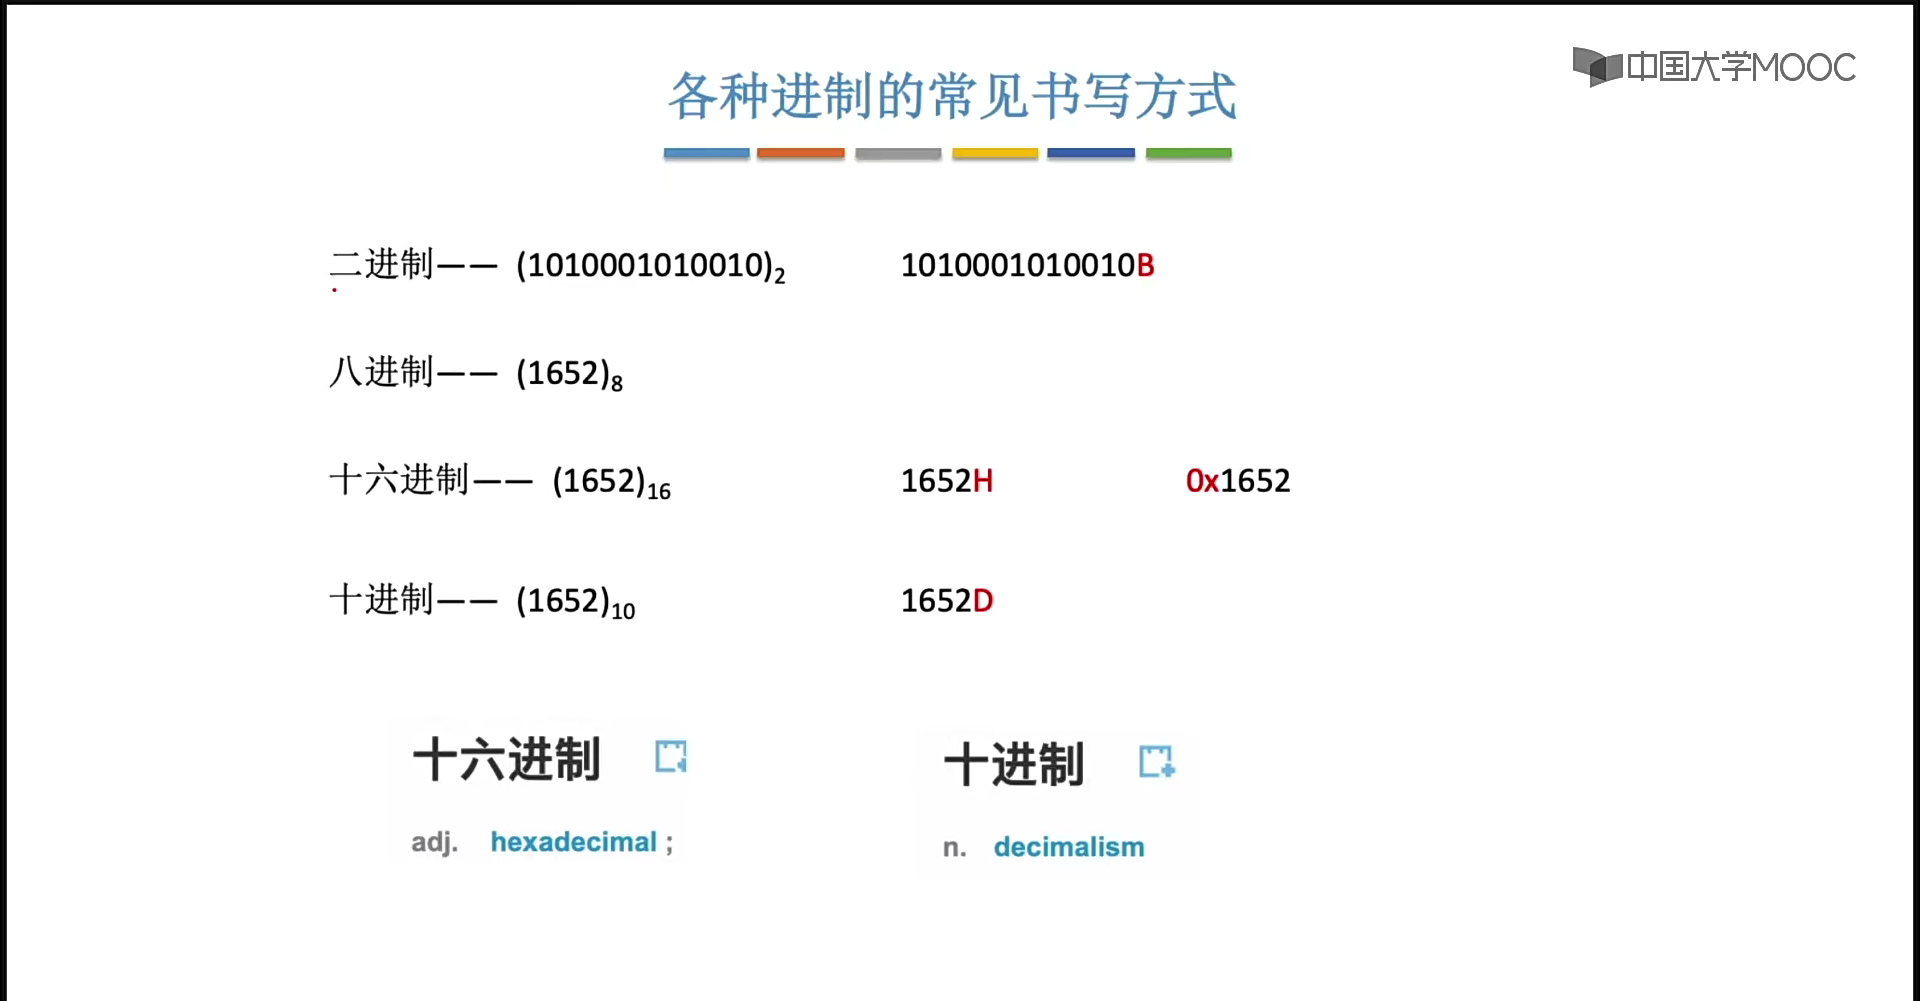 中国大学MOOC
各种进制的常见书写方式
二进制—— (1010001010010)₂ 1010001010010B
八进制—— (1652)₈
十六进制—— (1652)₁₆ 1652H 0x1652
十进制—— (1652)₁₀ 1652D
十六进制 十进制
adj. hexadecimal ; n. decimalism